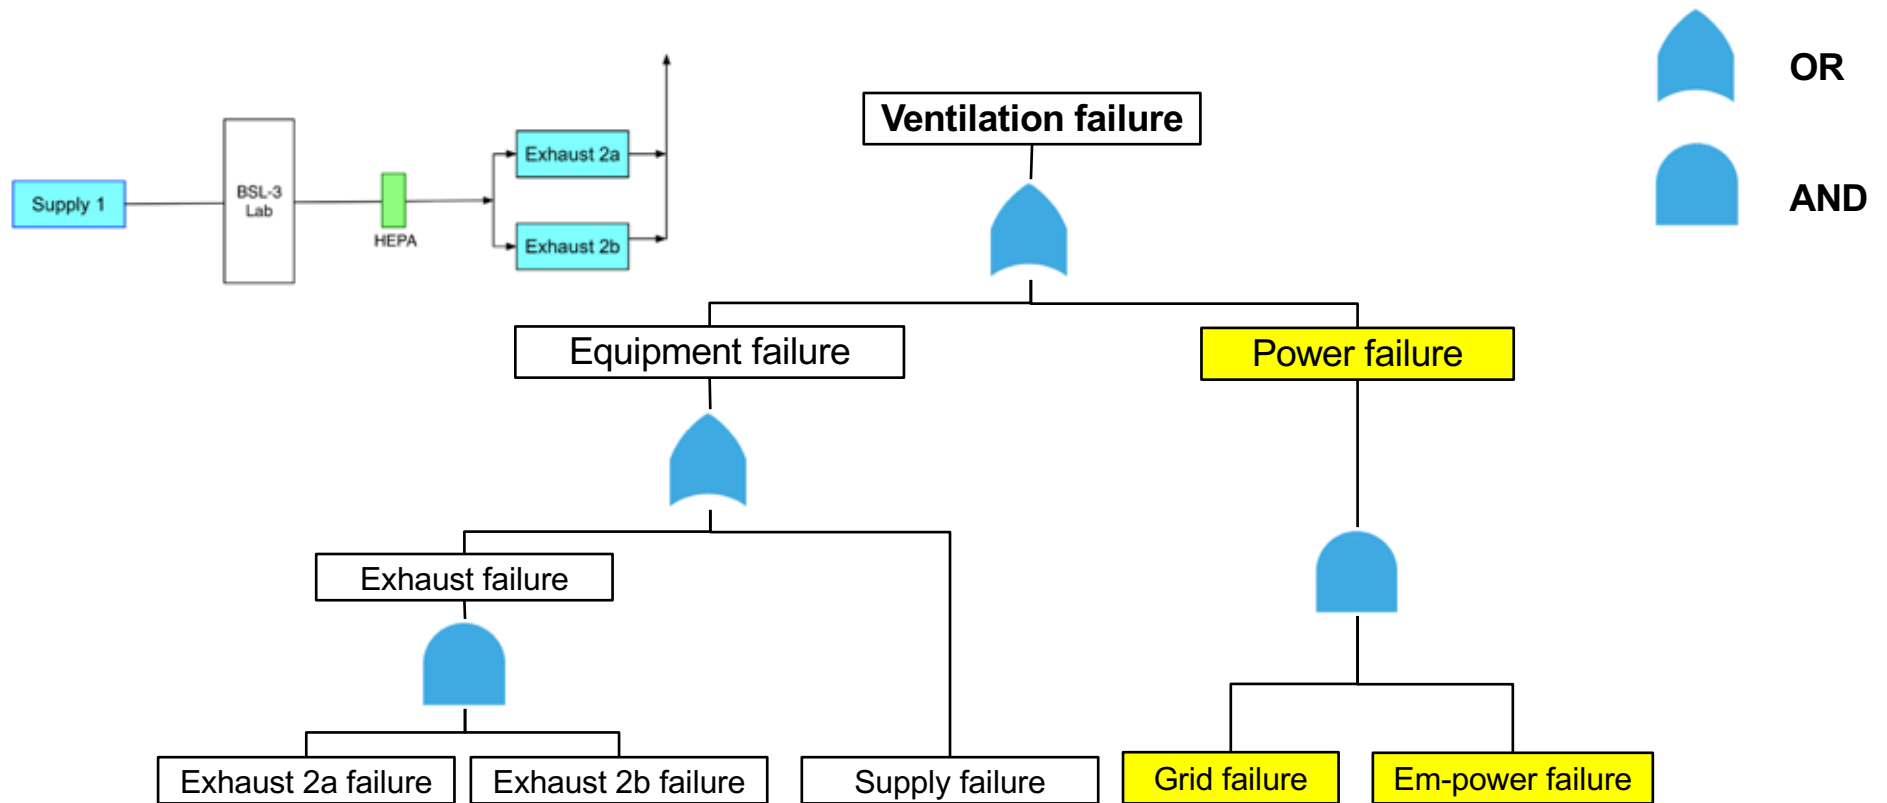 OR
AND
Ventilation failure
Supply 1
BSL-3
Lab
HEPA
Exhaust 2a
Exhaust 2b
Equipment failure
Power failure
Exhaust failure
Exhaust 2a failure
Exhaust 2b failure
Supply failure
Grid failure
Em-power failure